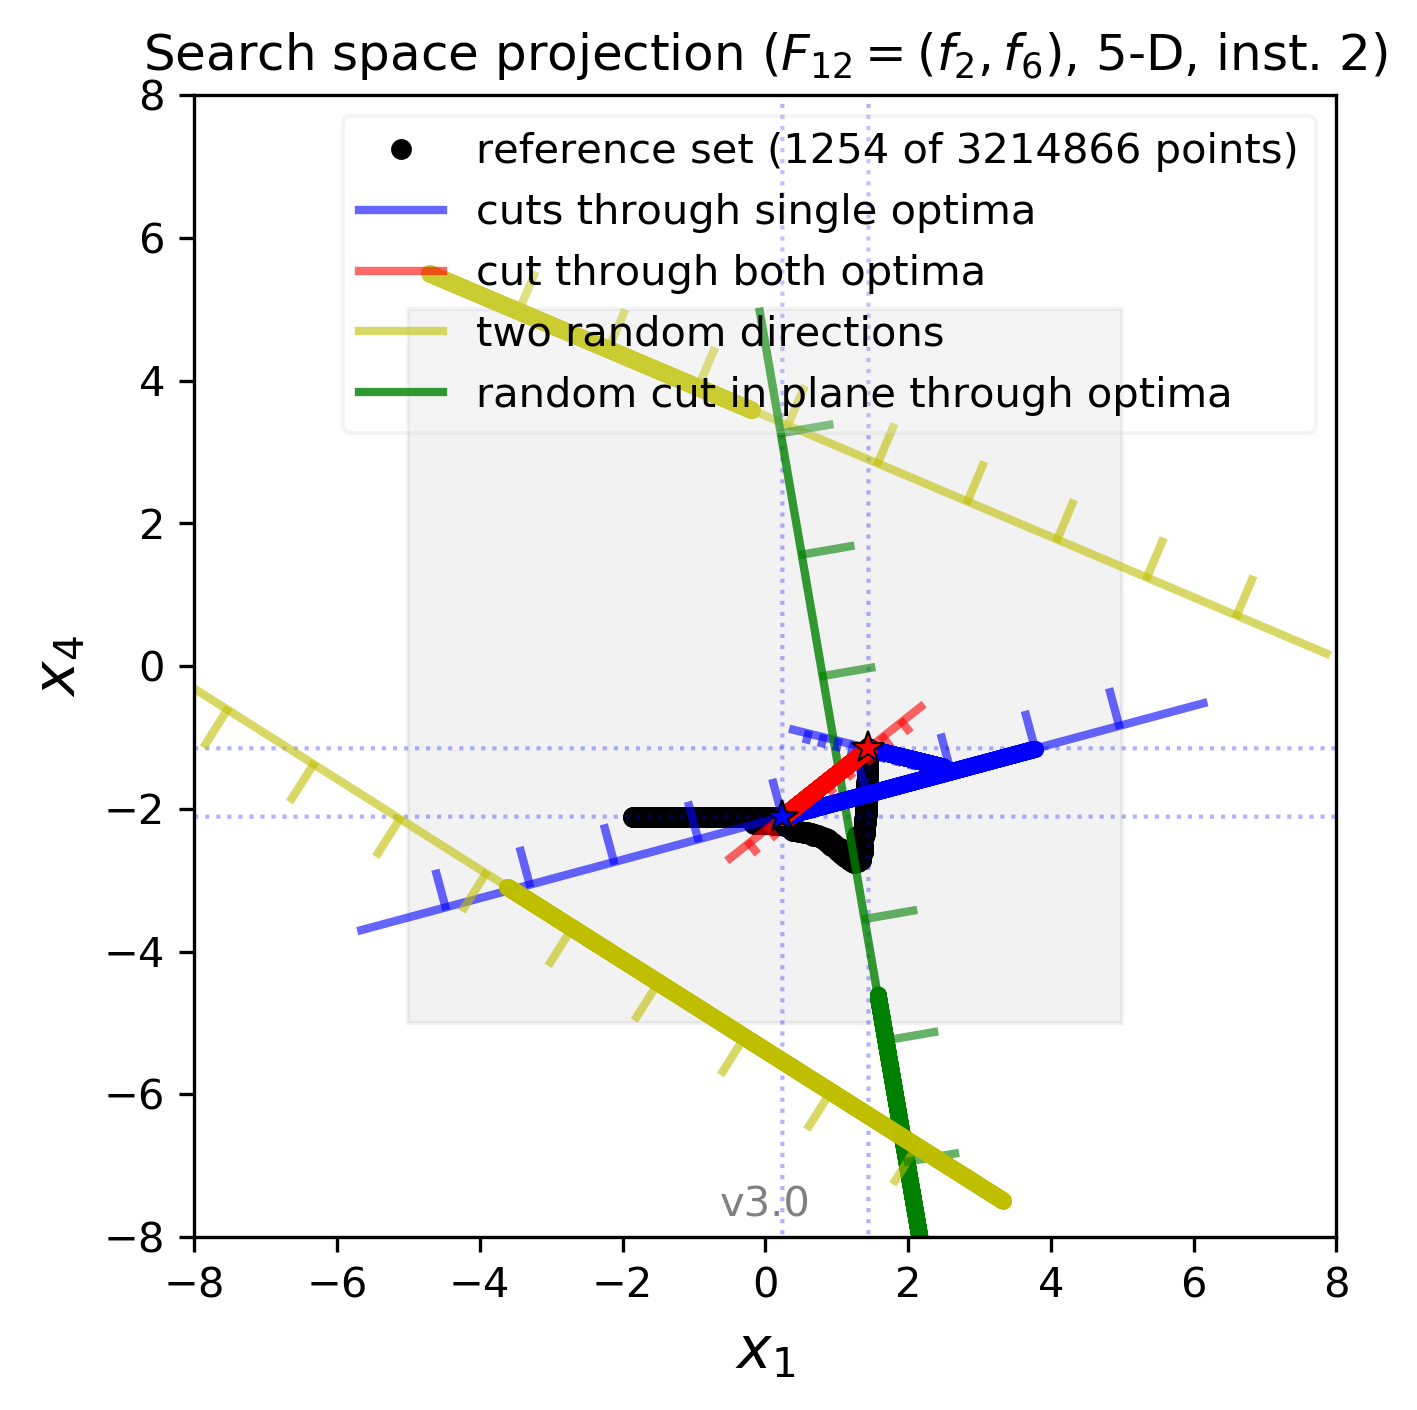 Search space projection (F₁₂ = (f₂, f₆), 5-D, inst. 2)
reference set (1254 of 3214866 points)
cuts through single optima
cut through both optima
two random directions
random cut in plane through optima
8
6
4
2
0
−2
−4
−6
−8
x₄
v3.0
−8 −6 −4 −2 0 2 4 6 8
x₁